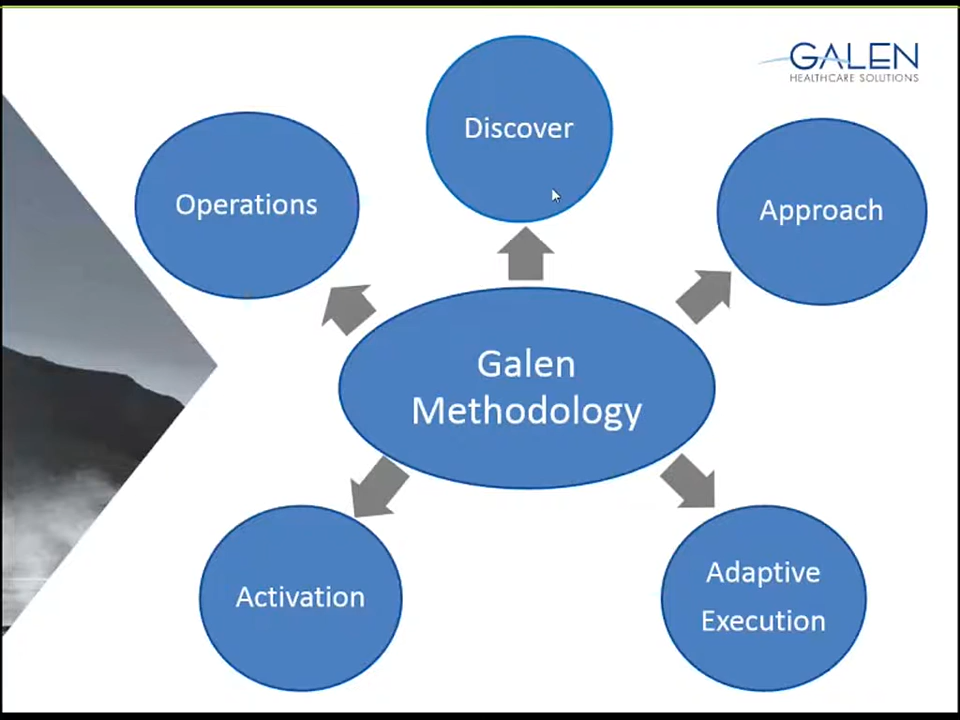 GALEN
HEALTHCARE SOLUTIONS
Discover
Operations
Approach
Galen
Methodology
Activation
Adaptive
Execution